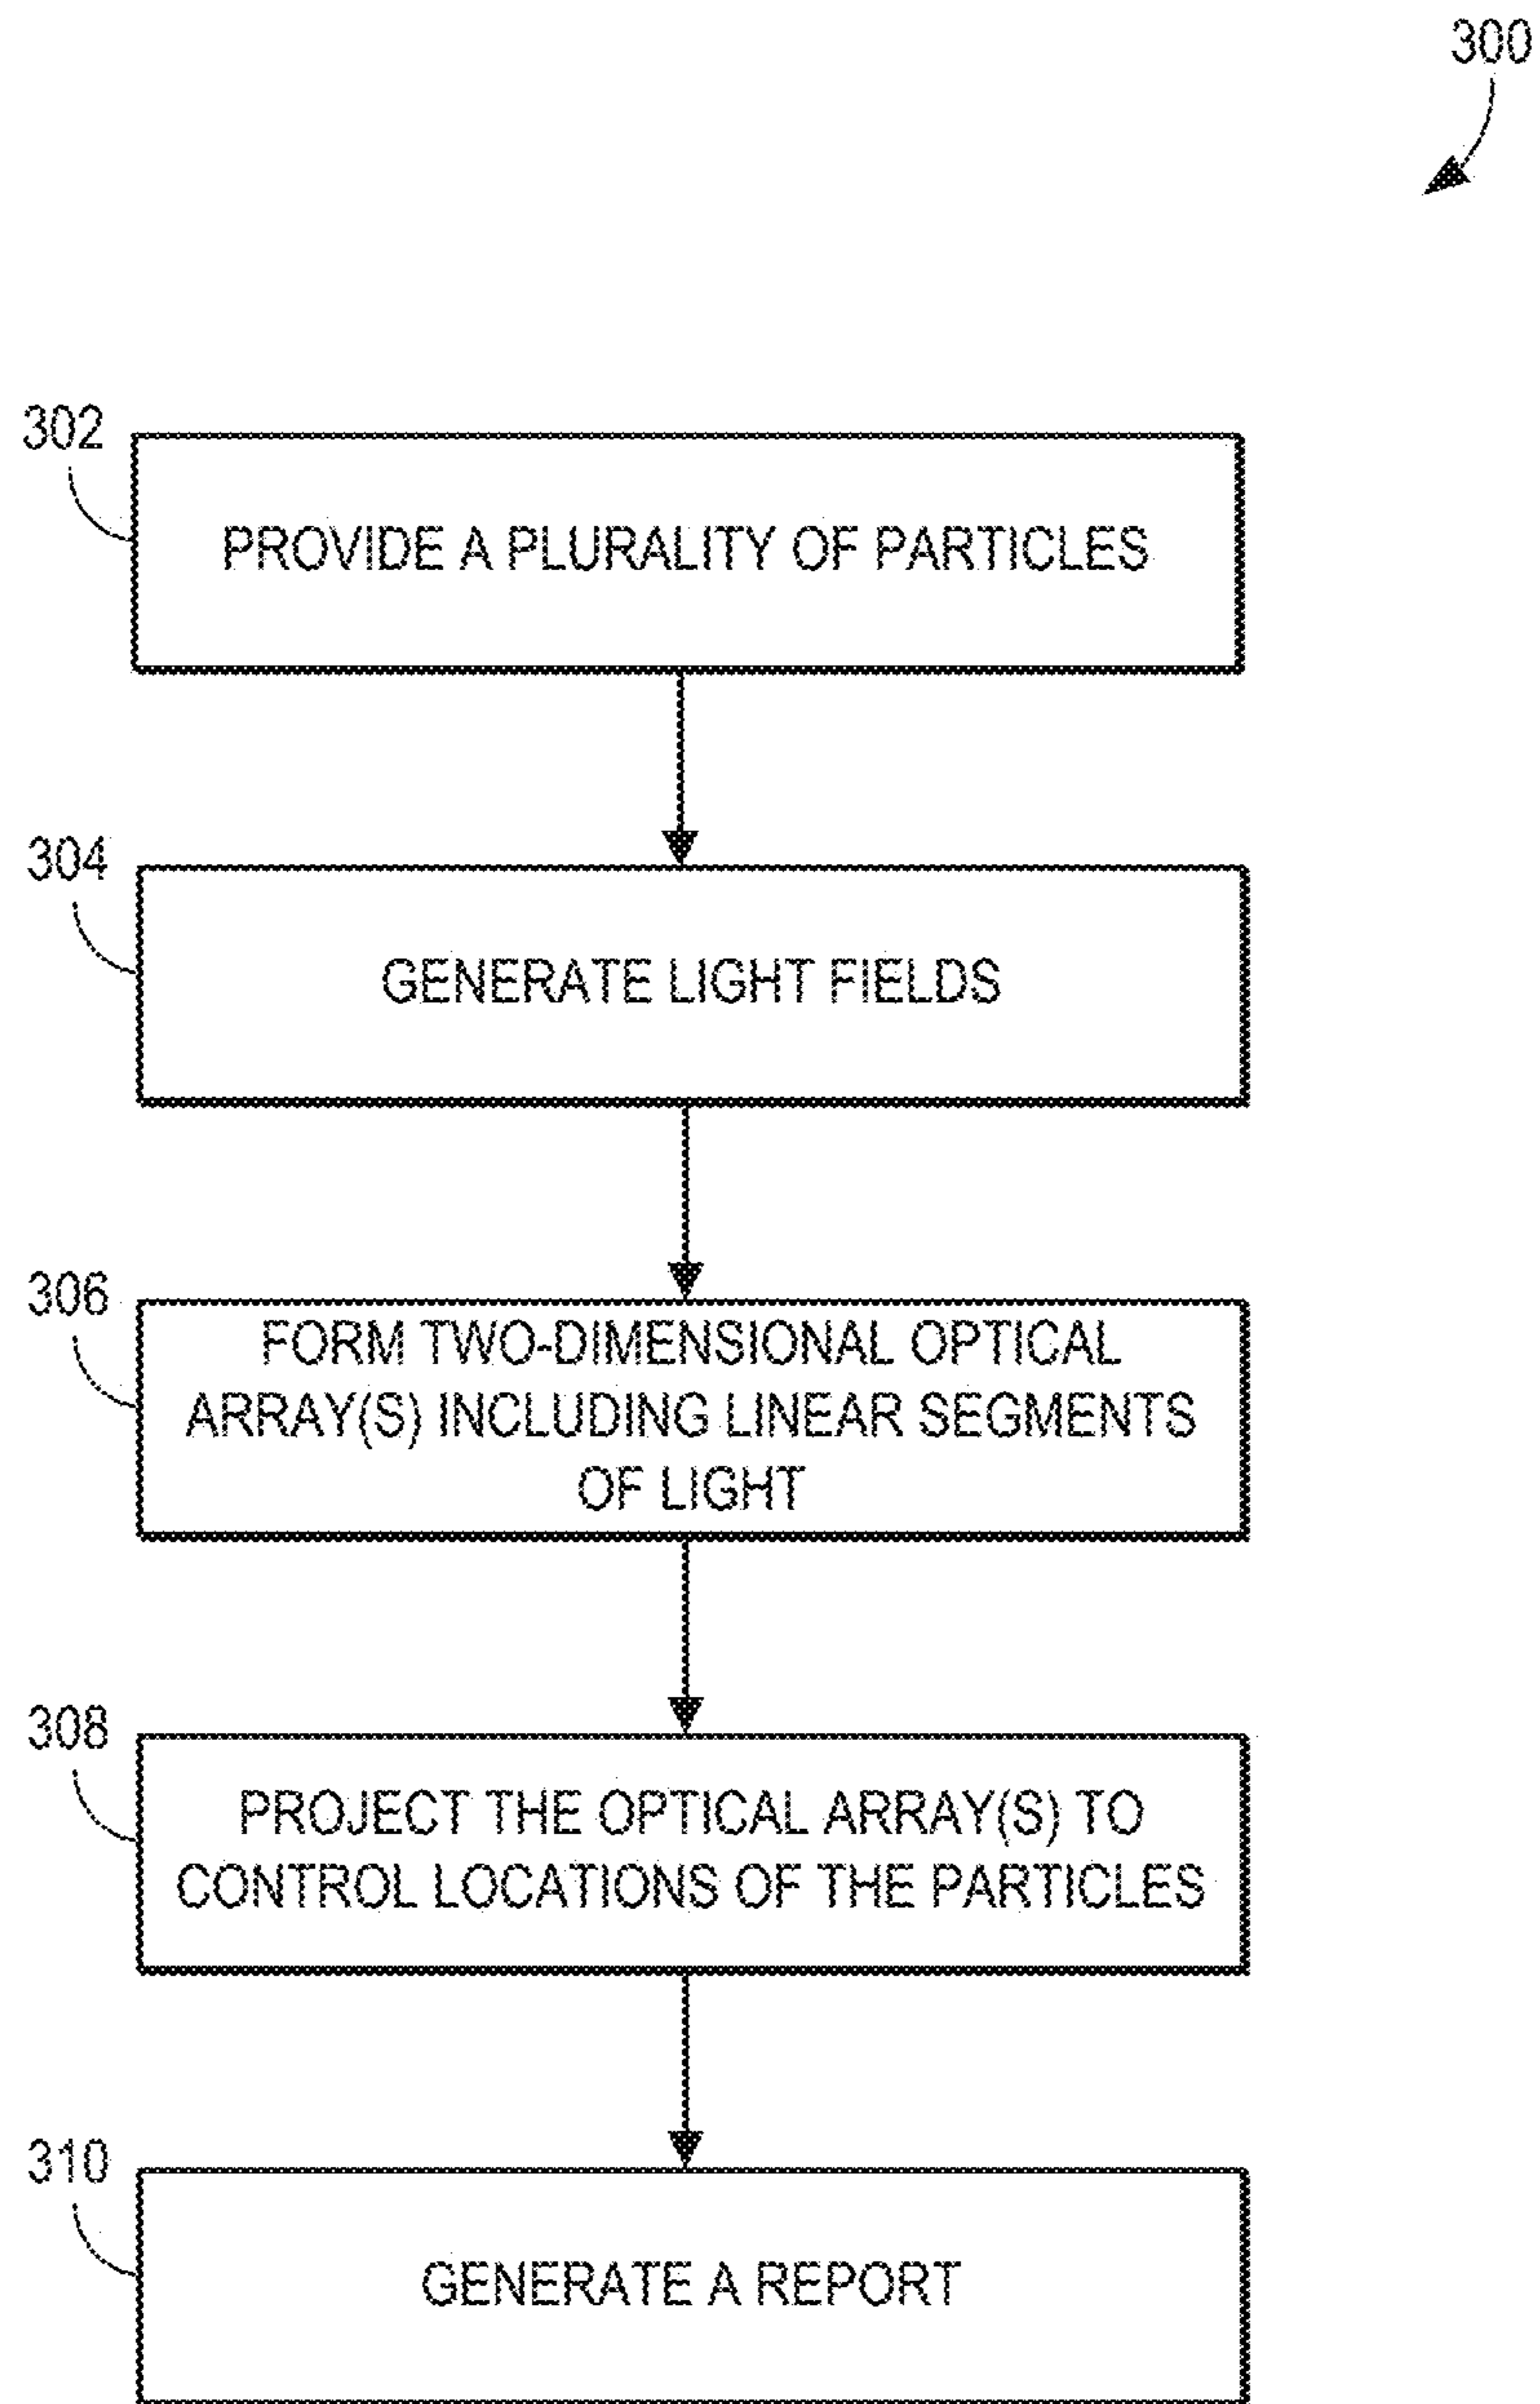 300
302
PROVIDE A PLURALITY OF PARTICLES
304
GENERATE LIGHT FIELDS
306
FORM TWO-DIMENSIONAL OPTICAL
ARRAY(S) INCLUDING LINEAR SEGMENTS
OF LIGHT
308
PROJECT THE OPTICAL ARRAY(S) TO
CONTROL LOCATIONS OF THE PARTICLES
310
GENERATE A REPORT